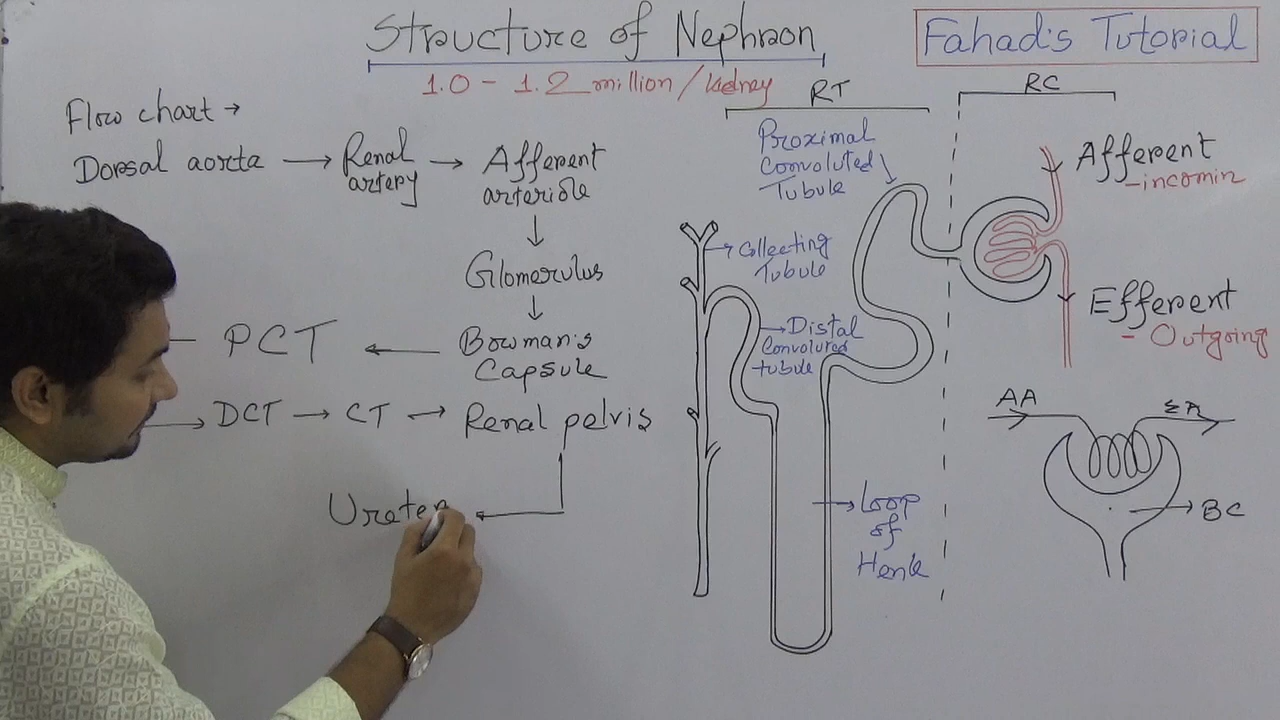 Structure of Nephron
Fahad's Tutorial
1.0 - 1.2 million / kidney
RT
RC
Flow chart →
Dorsal aorta → Renal artery → Afferent arteriole
↓
Glomerulus
↓
PCT ← Bowman's Capsule
→ DCT → CT → Renal pelvis
Ureter
Proximal
Convoluted
Tubule
Collecting
Tubule
Distal
Convoluted
tubule
Loop
of
Henle
Afferent
- incomin
Efferent
- Outgoing
AA
EA
BC